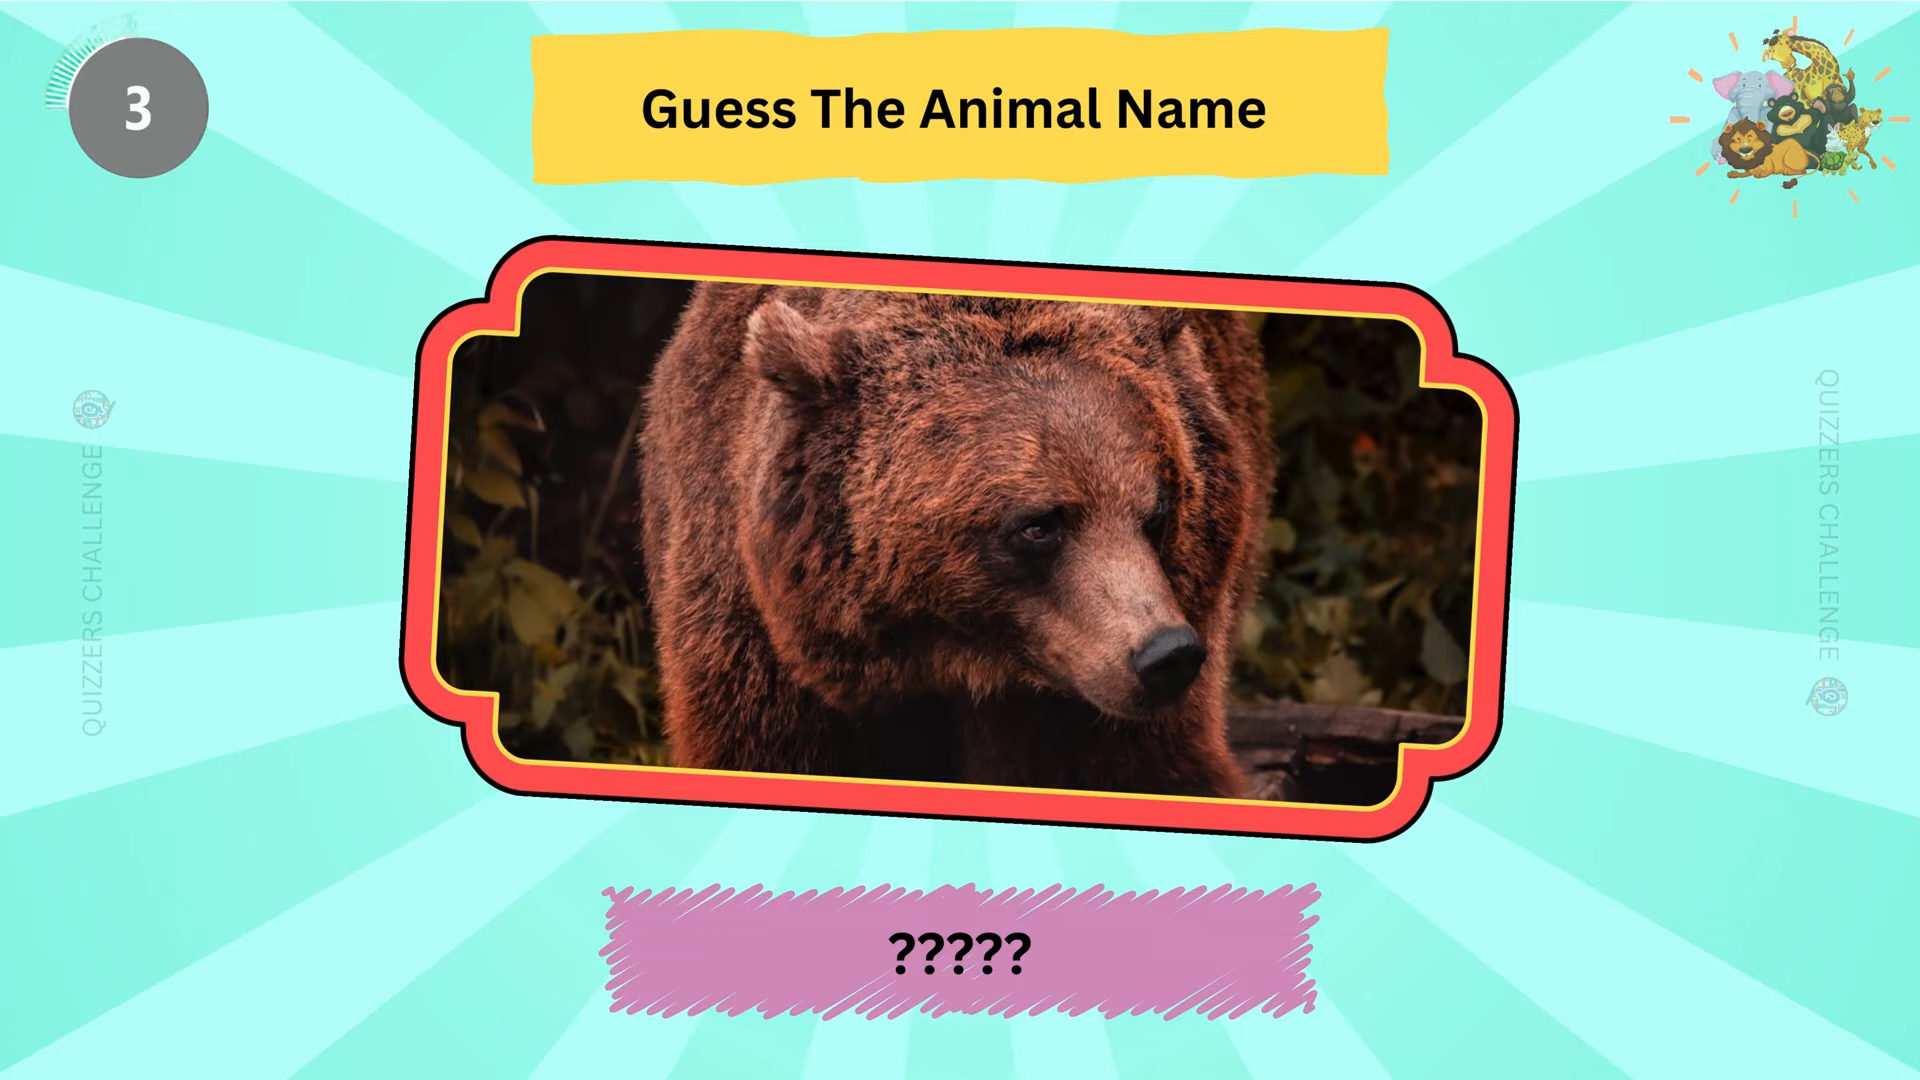 3
Guess The Animal Name
QUIZZERS CHALLENGE
QUIZZERS CHALLENGE
?????